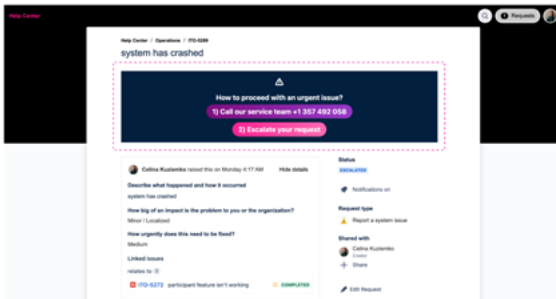 Help Center
Requests
Help Center / Operations / ITO-5288
system has crashed
How to proceed with an urgent issue?
1) Call our service team +1 357 492 058
2) Escalate your request
Celina Kuziemko raised this on Monday 4:17 AM
Hide details
Describe what happened and how it occurred
system has crashed
How big of an impact is the problem to you or the organization?
Minor / Localized
How urgently does this need to be fixed?
Medium
Linked issues
relates to 1
ITO-5272 participant feature isn't working
COMPLETED
Status
ESCALATED
Notifications on
Request type
Report a system issue
Shared with
Celina Kuziemko
Creator
Share
Edit Request